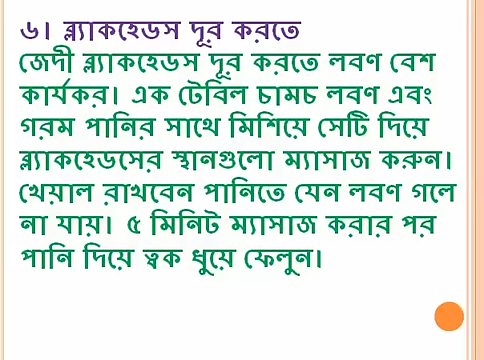 ৬। ব্ল্যাকহেডস দূর করতে
জেদী ব্ল্যাকহেডস দূর করতে লবণ বেশ
কার্যকর। এক টেবিল চামচ লবণ এবং
গরম পানির সাথে মিশিয়ে সেটি দিয়ে
ব্ল্যাকহেডসের স্থানগুলো ম্যাসাজ করুন।
খেয়াল রাখবেন পানিতে যেন লবণ গলে
না যায়। ৫ মিনিট ম্যাসাজ করার পর
পানি দিয়ে ত্বক ধুয়ে ফেলুন।